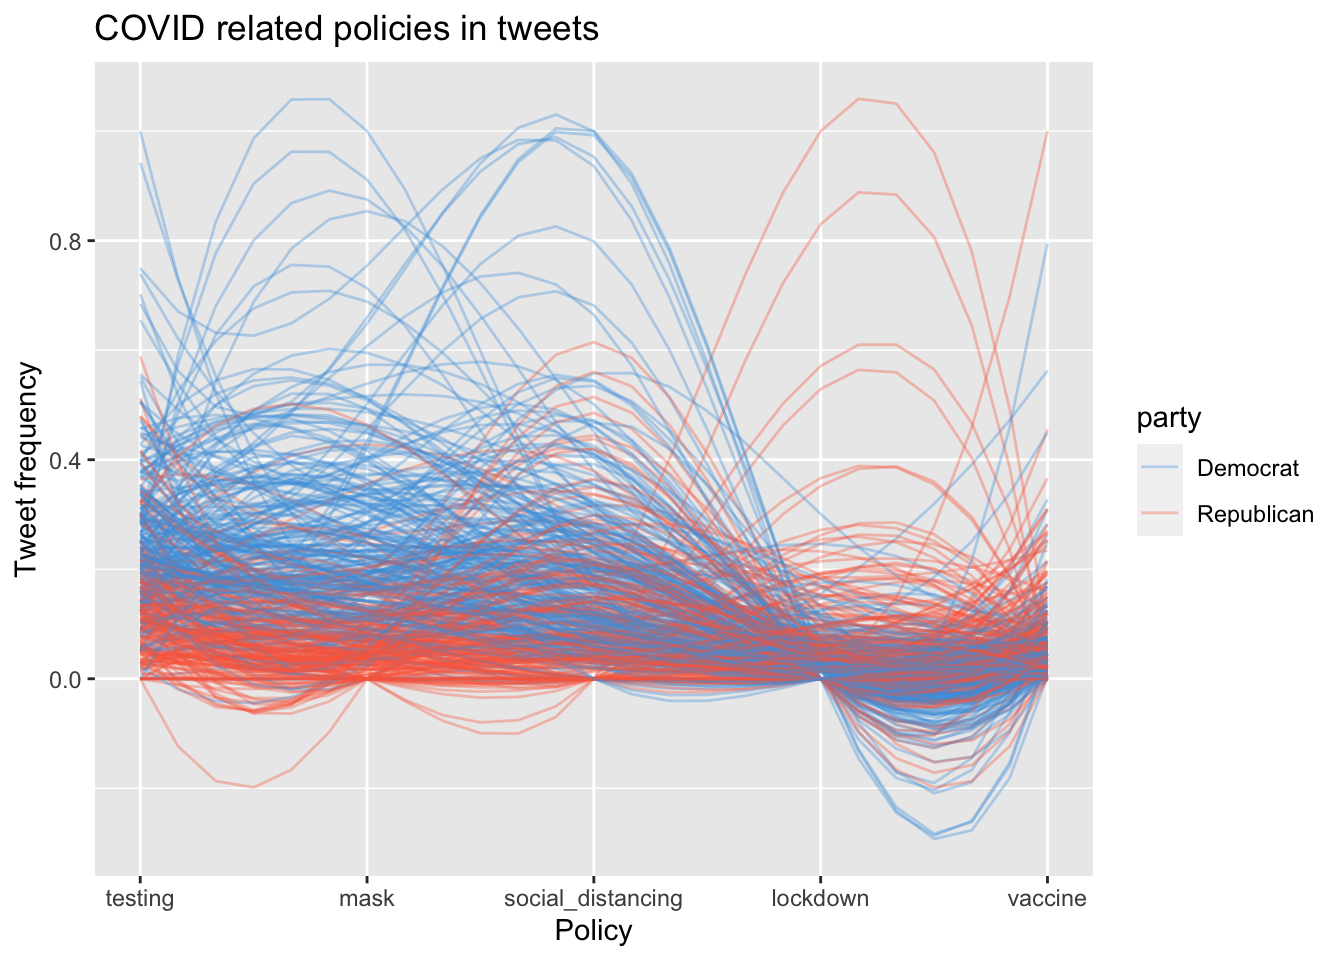 COVID related policies in tweets
Tweet frequency
0.8
0.4
0.0
testing mask social_distancing lockdown vaccine
Policy
party
Democrat
Republican